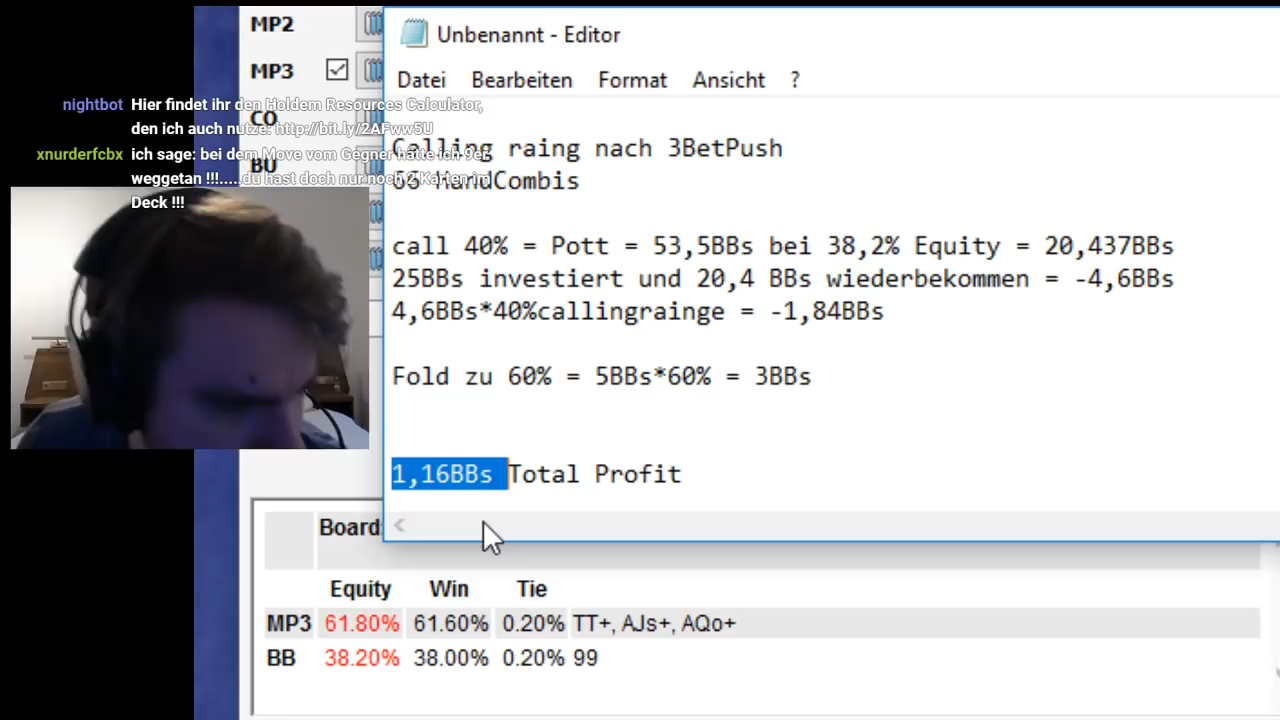 MP2
MP3
CO
BU
nightbot Hier findet ihr den Holdem Resources Calculator,
den ich auch nutze: http://bit.ly/2AFww5U
xnurderfcbx ich sage: bei dem Move vom Gegner hätte ich 9er
weggetan !!!.....du hast doch nur noch 2 Karten im
Deck !!!
Unbenannt - Editor
Datei Bearbeiten Format Ansicht ?
Calling raing nach 3BetPush
HandCombis
call 40% = Pott = 53,5BBs bei 38,2% Equity = 20,437BBs
25BBs investiert und 20,4 BBs wiederbekommen = -4,6BBs
4,6BBs*40%callingrainge = -1,84BBs
Fold zu 60% = 5BBs*60% = 3BBs
1,16BBs Total Profit
Board:
Equity Win Tie
MP3 61.80% 61.60% 0.20% TT+, AJs+, AQo+
BB 38.20% 38.00% 0.20% 99